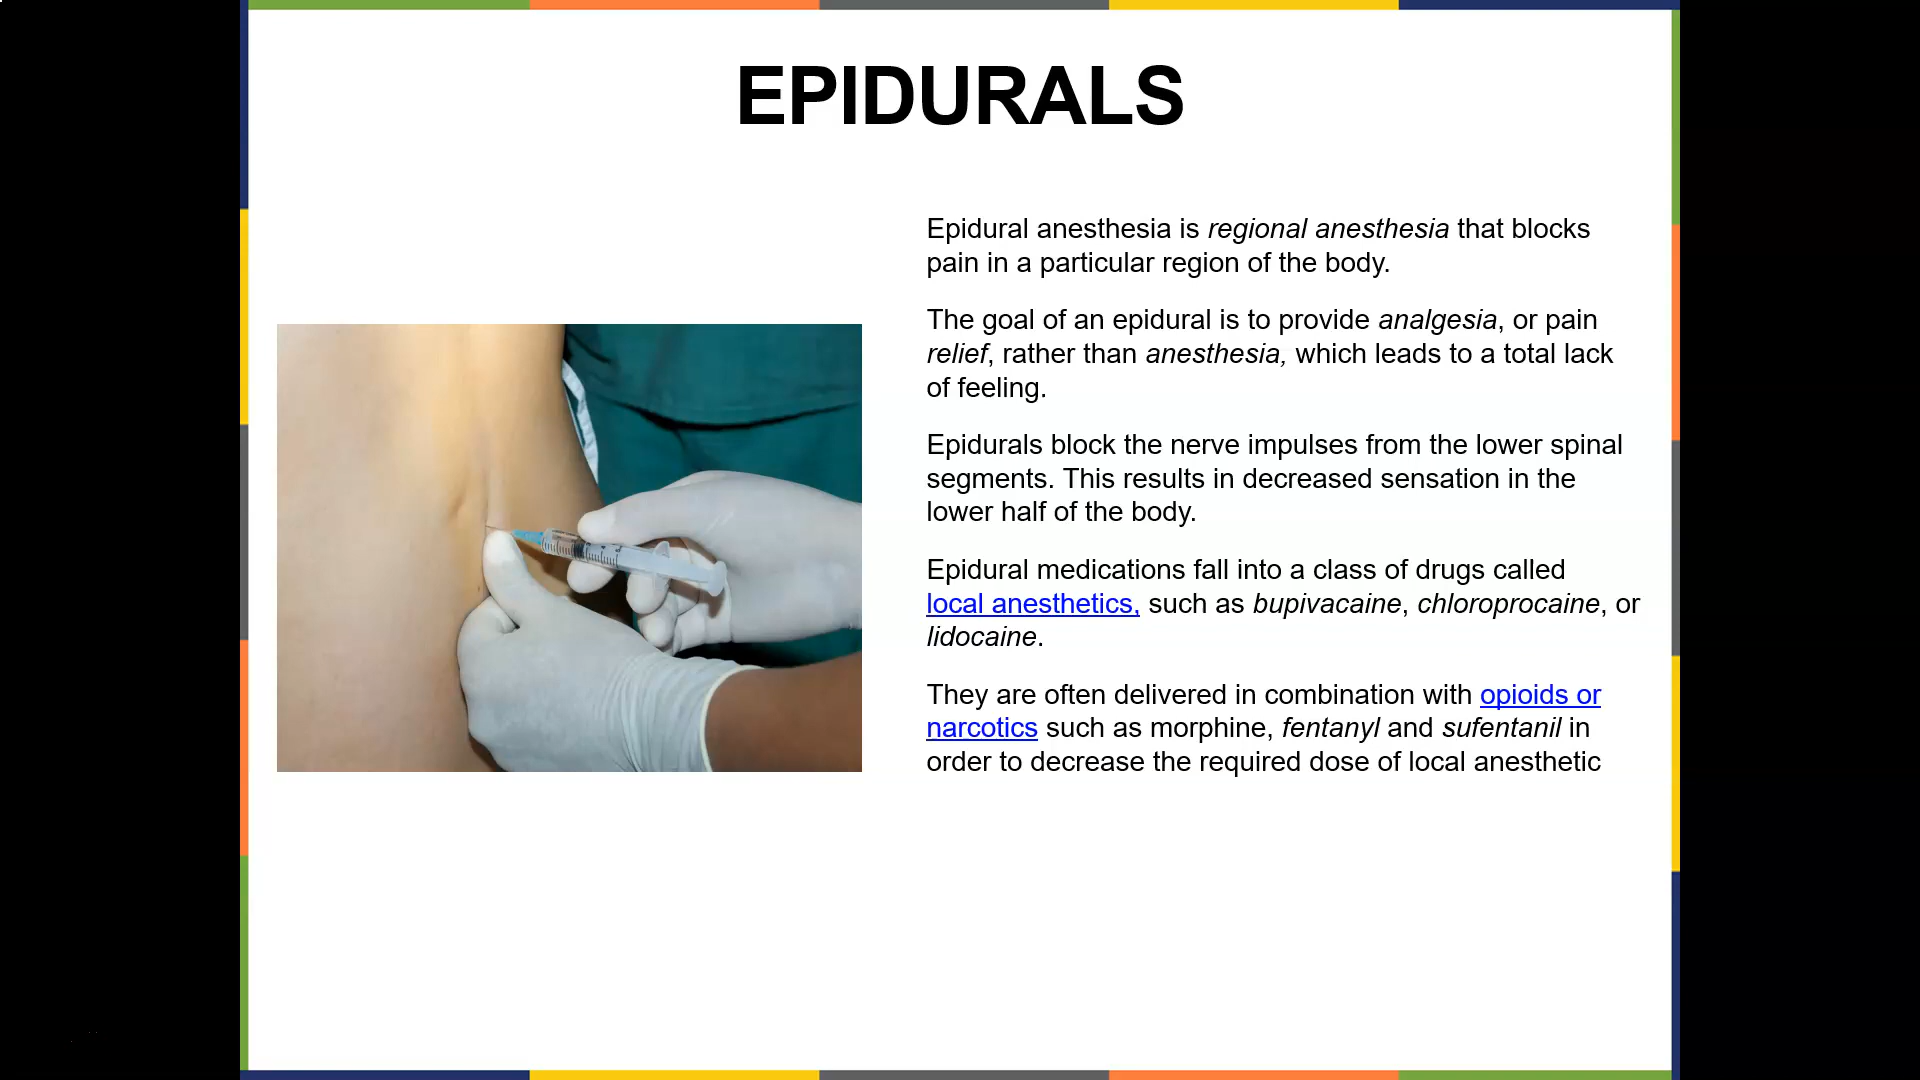 EPIDURALS
Epidural anesthesia is regional anesthesia that blocks
pain in a particular region of the body.
The goal of an epidural is to provide analgesia, or pain
relief, rather than anesthesia, which leads to a total lack
of feeling.
Epidurals block the nerve impulses from the lower spinal
segments. This results in decreased sensation in the
lower half of the body.
Epidural medications fall into a class of drugs called
local anesthetics, such as bupivacaine, chloroprocaine, or
lidocaine.
They are often delivered in combination with opioids or
narcotics such as morphine, fentanyl and sufentanil in
order to decrease the required dose of local anesthetic